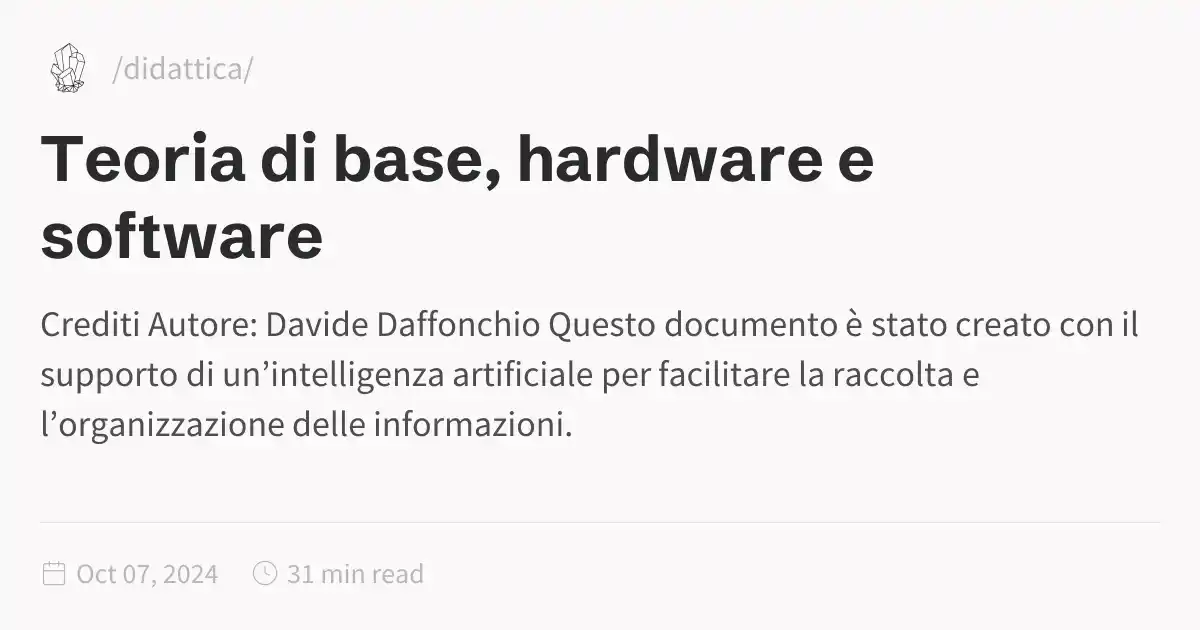 /didattica/
Teoria di base, hardware e
software
Crediti Autore: Davide Daffonchio Questo documento è stato creato con il
supporto di un’intelligenza artificiale per facilitare la raccolta e
l’organizzazione delle informazioni.
Oct 07, 2024 31 min read